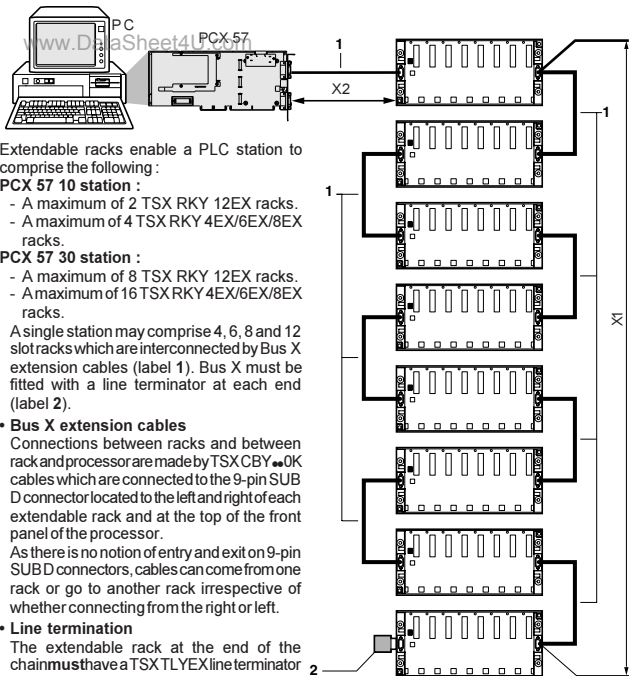 PC
PCX 57
www.DataSheet4U.com
1
X2
1
1
X1
2
Extendable racks enable a PLC station to
comprise the following :
PCX 57 10 station :
- A maximum of 2 TSX RKY 12EX racks.
- A maximum of 4 TSX RKY 4EX/6EX/8EX
racks.
PCX 57 30 station :
- A maximum of 8 TSX RKY 12EX racks.
- A maximum of 16 TSX RKY 4EX/6EX/8EX
racks.
A single station may comprise 4, 6, 8 and 12
slot racks which are interconnected by Bus X
extension cables (label 1). Bus X must be
fitted with a line terminator at each end
(label 2).
• Bus X extension cables
Connections between racks and between
rack and processor are made by TSX CBY●●0K
cables which are connected to the 9-pin SUB
D connector located to the left and right of each
extendable rack and at the top of the front
panel of the processor.
As there is no notion of entry and exit on 9-pin
SUB D connectors, cables can come from one
rack or go to another rack irrespective of
whether connecting from the right or left.
• Line termination
The extendable rack at the end of the
chain must have a TSX TLYEX line terminator